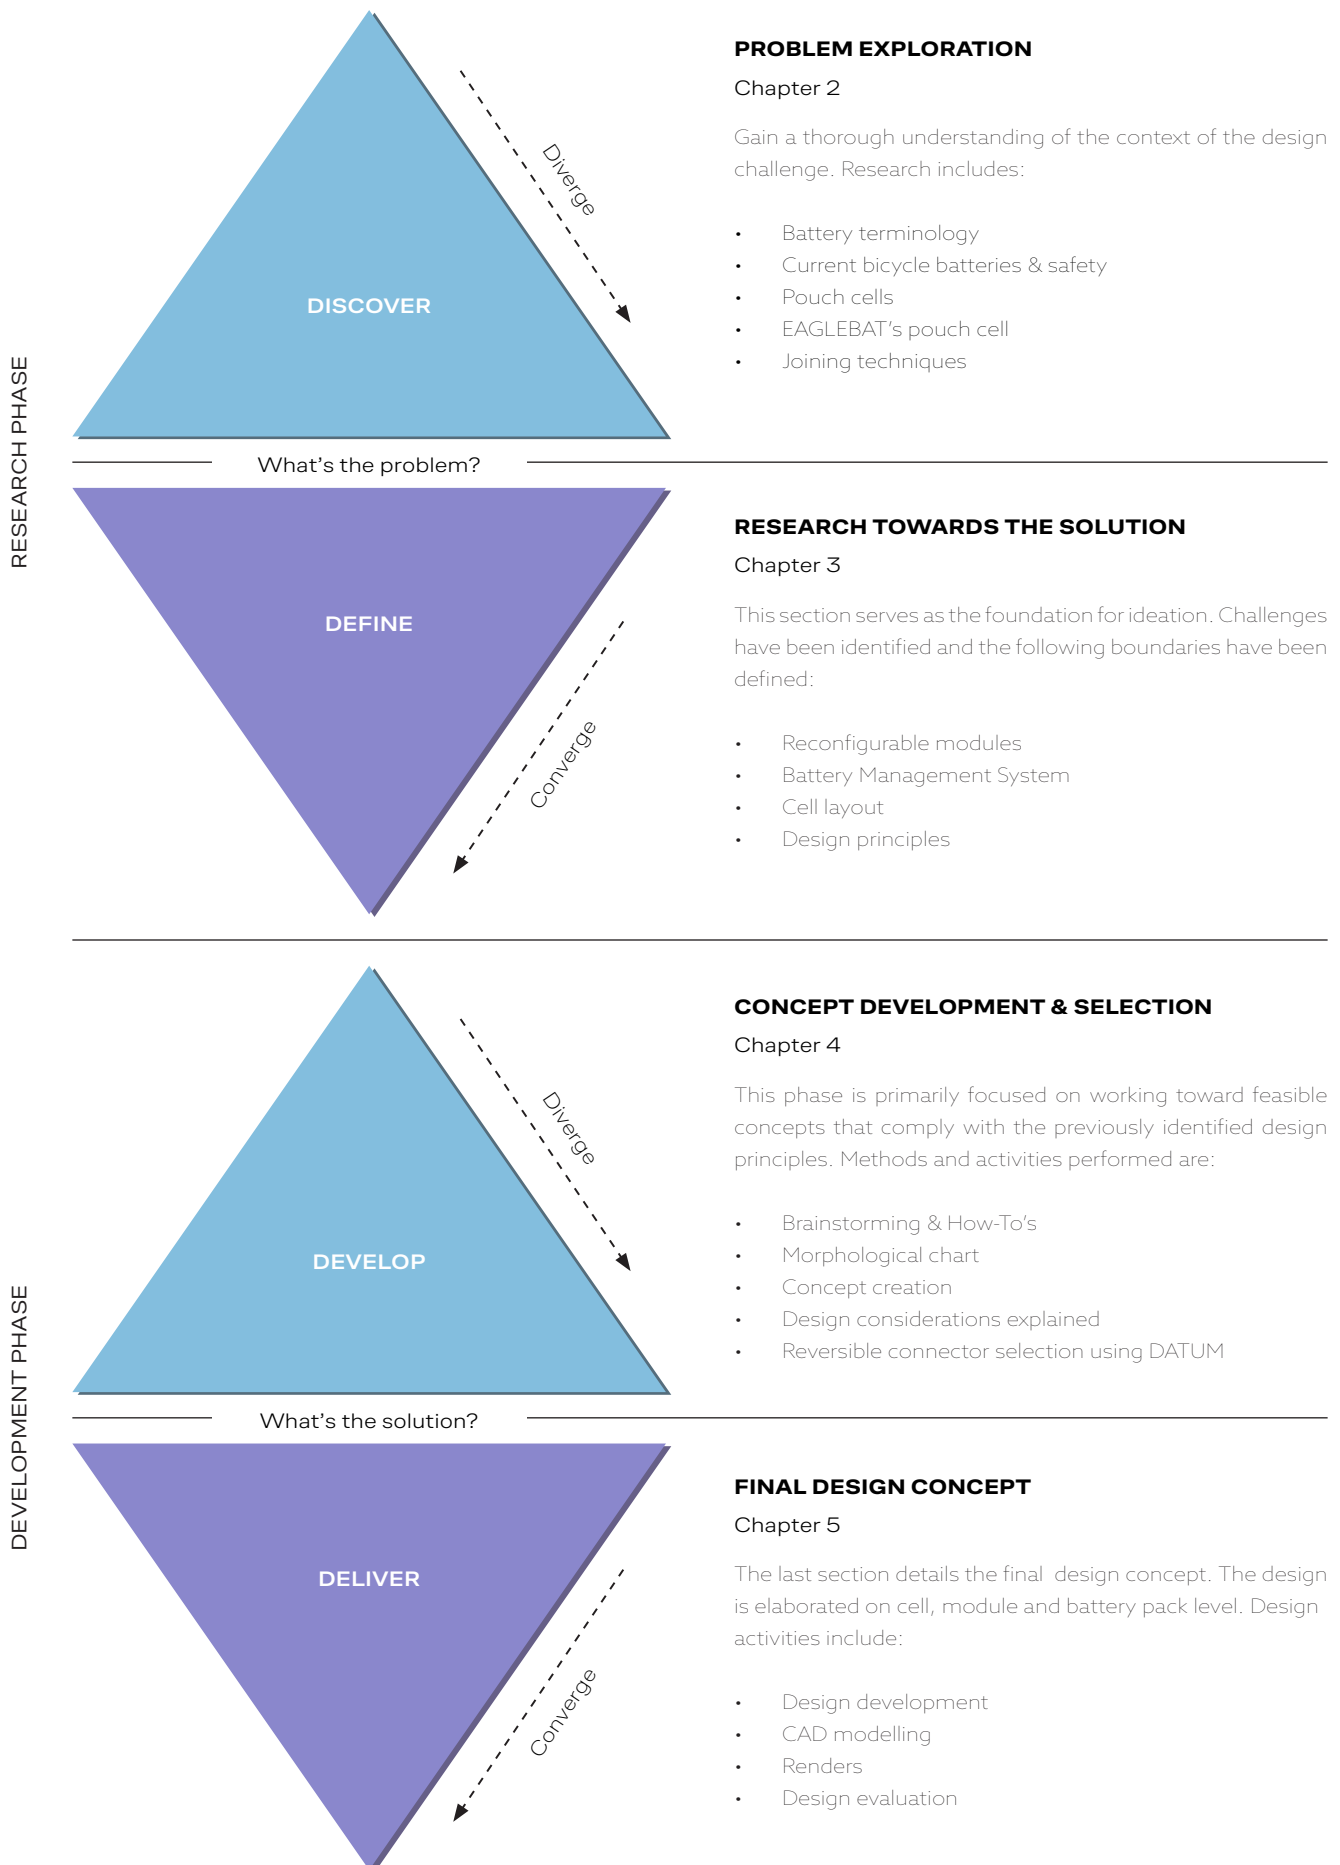 RESEARCH PHASE
DISCOVER
Diverge
PROBLEM EXPLORATION
Chapter 2
Gain a thorough understanding of the context of the design
challenge. Research includes:
• Battery terminology
• Current bicycle batteries & safety
• Pouch cells
• EAGLEBAT’s pouch cell
• Joining techniques
What’s the problem?
DEFINE
Converge
RESEARCH TOWARDS THE SOLUTION
Chapter 3
This section serves as the foundation for ideation. Challenges
have been identified and the following boundaries have been
defined:
• Reconfigurable modules
• Battery Management System
• Cell layout
• Design principles
DEVELOPMENT PHASE
DEVELOP
Diverge
CONCEPT DEVELOPMENT & SELECTION
Chapter 4
This phase is primarily focused on working toward feasible
concepts that comply with the previously identified design
principles. Methods and activities performed are:
• Brainstorming & How-To’s
• Morphological chart
• Concept creation
• Design considerations explained
• Reversible connector selection using DATUM
What’s the solution?
DELIVER
Converge
FINAL DESIGN CONCEPT
Chapter 5
The last section details the final design concept. The design
is elaborated on cell, module and battery pack level. Design
activities include:
• Design development
• CAD modelling
• Renders
• Design evaluation